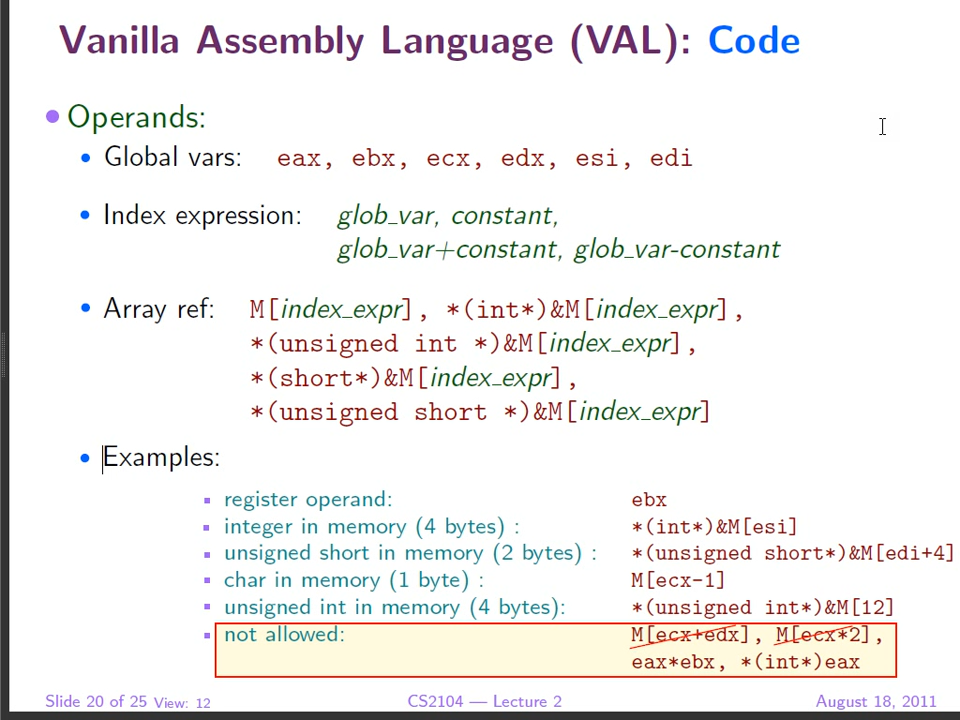 Vanilla Assembly Language (VAL): Code
Operands:
Global vars: eax, ebx, ecx, edx, esi, edi
Index expression: glob_var, constant,
glob_var+constant, glob_var-constant
Array ref: M[index_expr], *(int*)&M[index_expr],
*(unsigned int *)&M[index_expr],
*(short*)&M[index_expr],
*(unsigned short *)&M[index_expr]
Examples:
register operand: ebx
integer in memory (4 bytes) : *(int*)&M[esi]
unsigned short in memory (2 bytes) : *(unsigned short*)&M[edi+4]
char in memory (1 byte) : M[ecx-1]
unsigned int in memory (4 bytes): *(unsigned int*)&M[12]
not allowed: M[ecx+edx], M[ecx*2],
eax*ebx, *(int*)eax
Slide 20 of 25 View: 12 CS2104 — Lecture 2 August 18, 2011